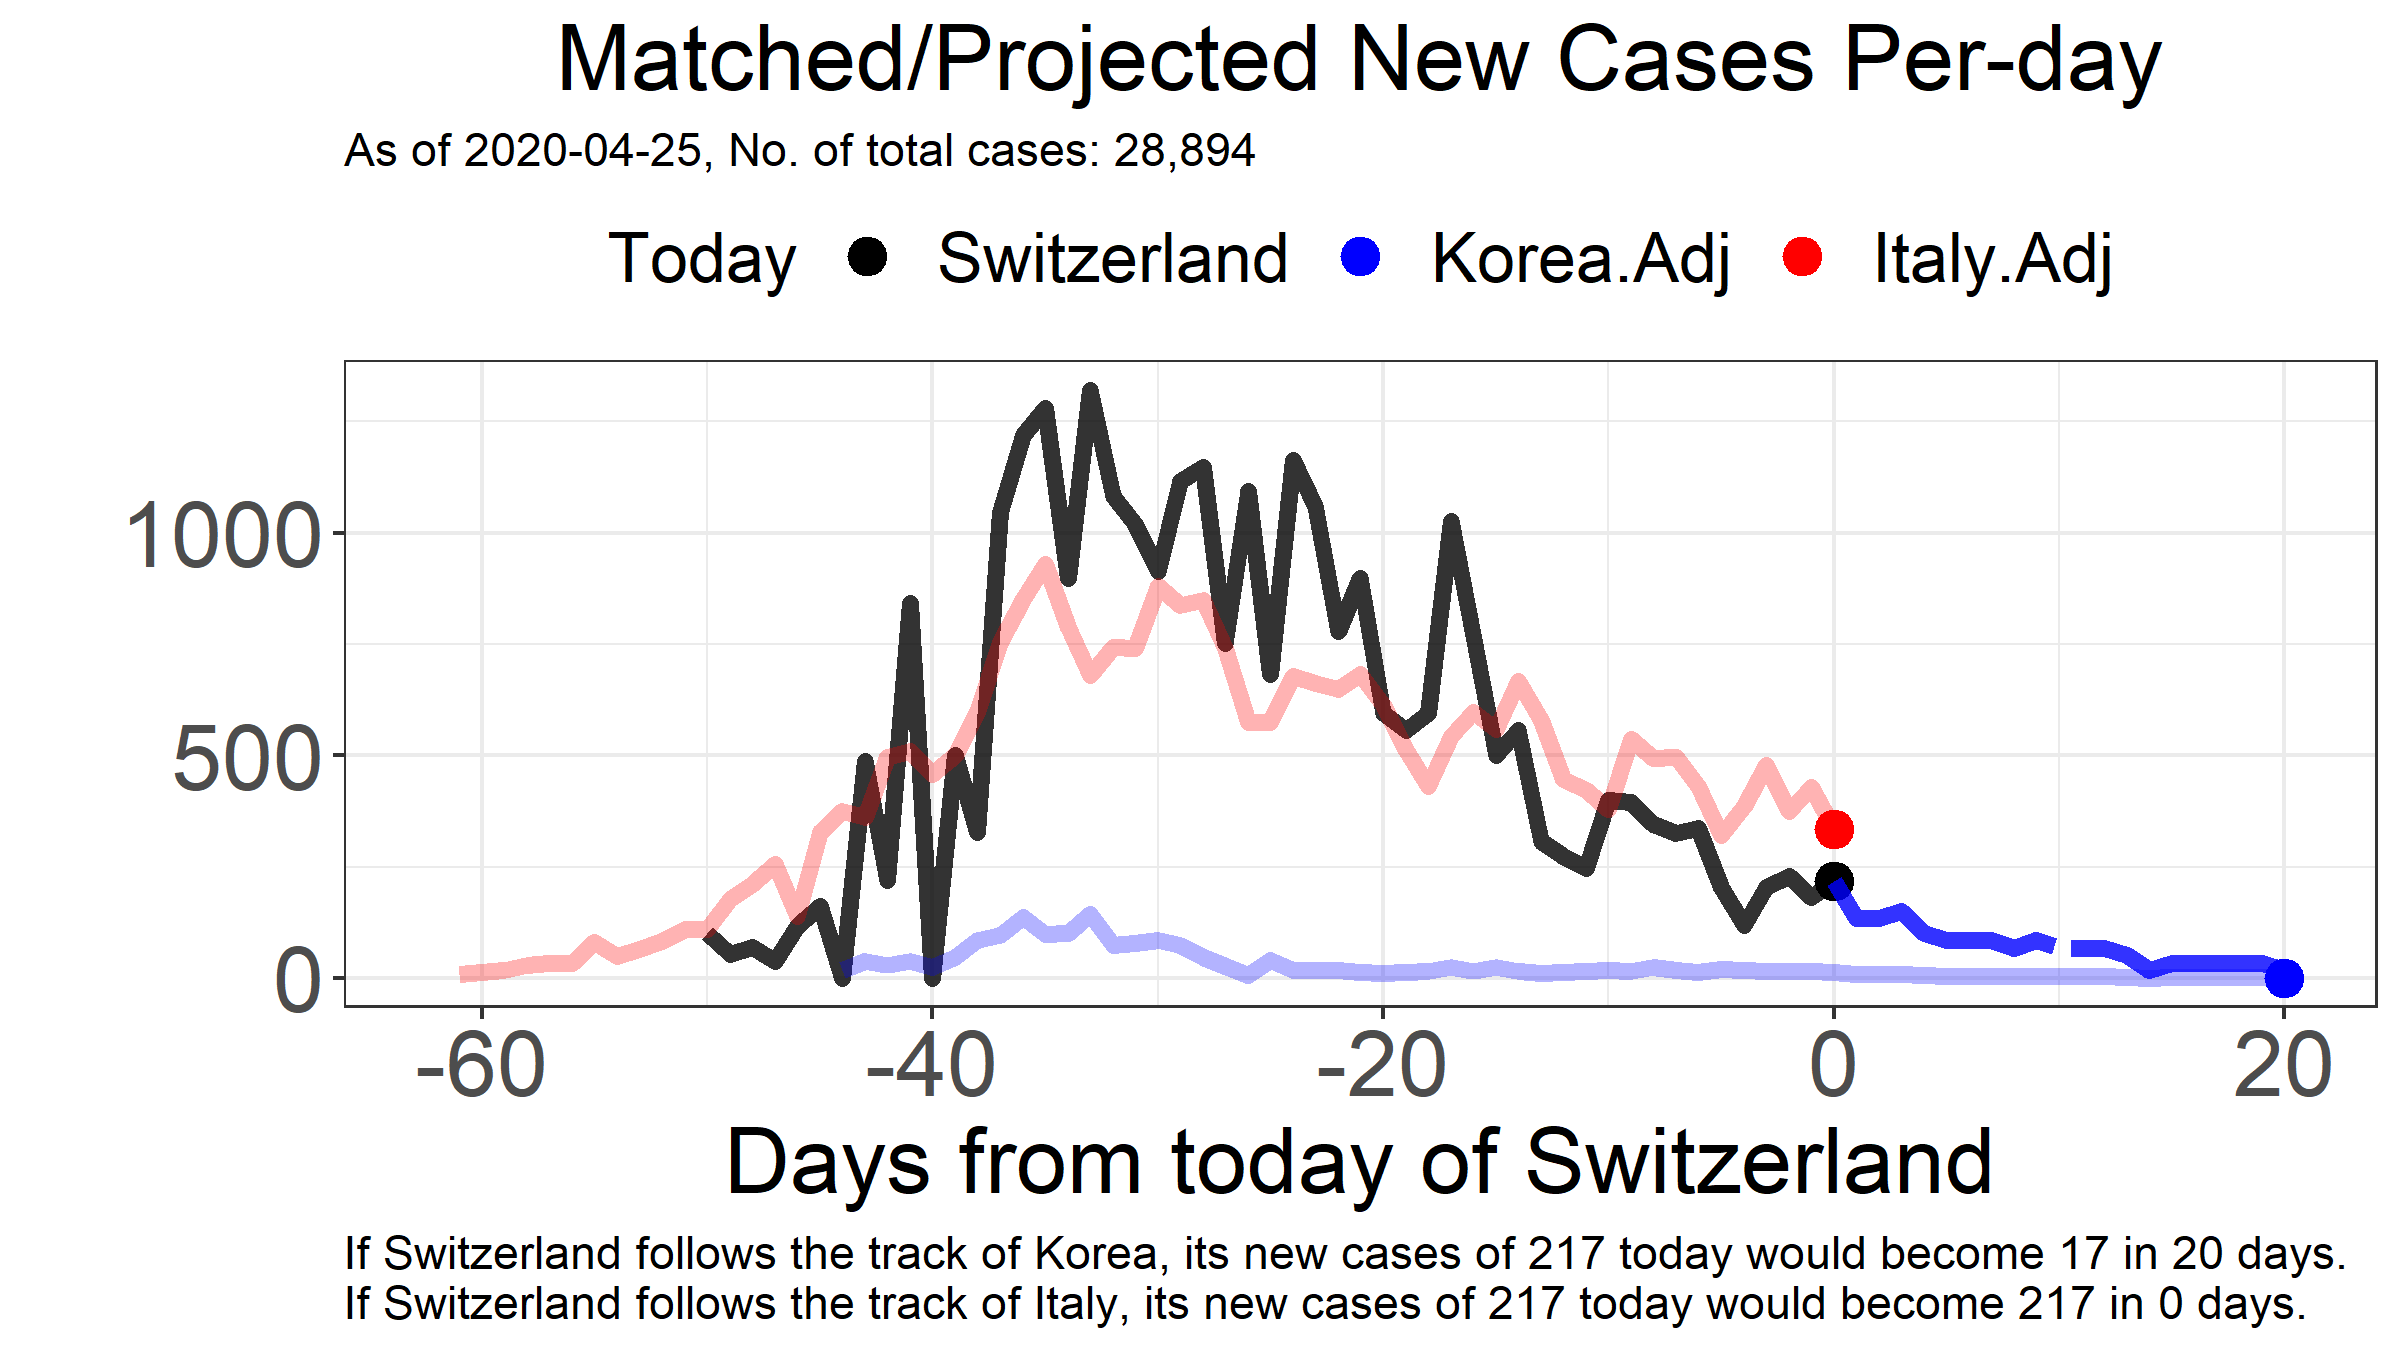 Matched/Projected New Cases Per-day
As of 2020-04-25, No. of total cases: 28,894
Today Switzerland Korea.Adj Italy.Adj
1000
500
0
-60 -40 -20 0 20
Days from today of Switzerland
If Switzerland follows the track of Korea, its new cases of 217 today would become 17 in 20 days.
If Switzerland follows the track of Italy, its new cases of 217 today would become 217 in 0 days.